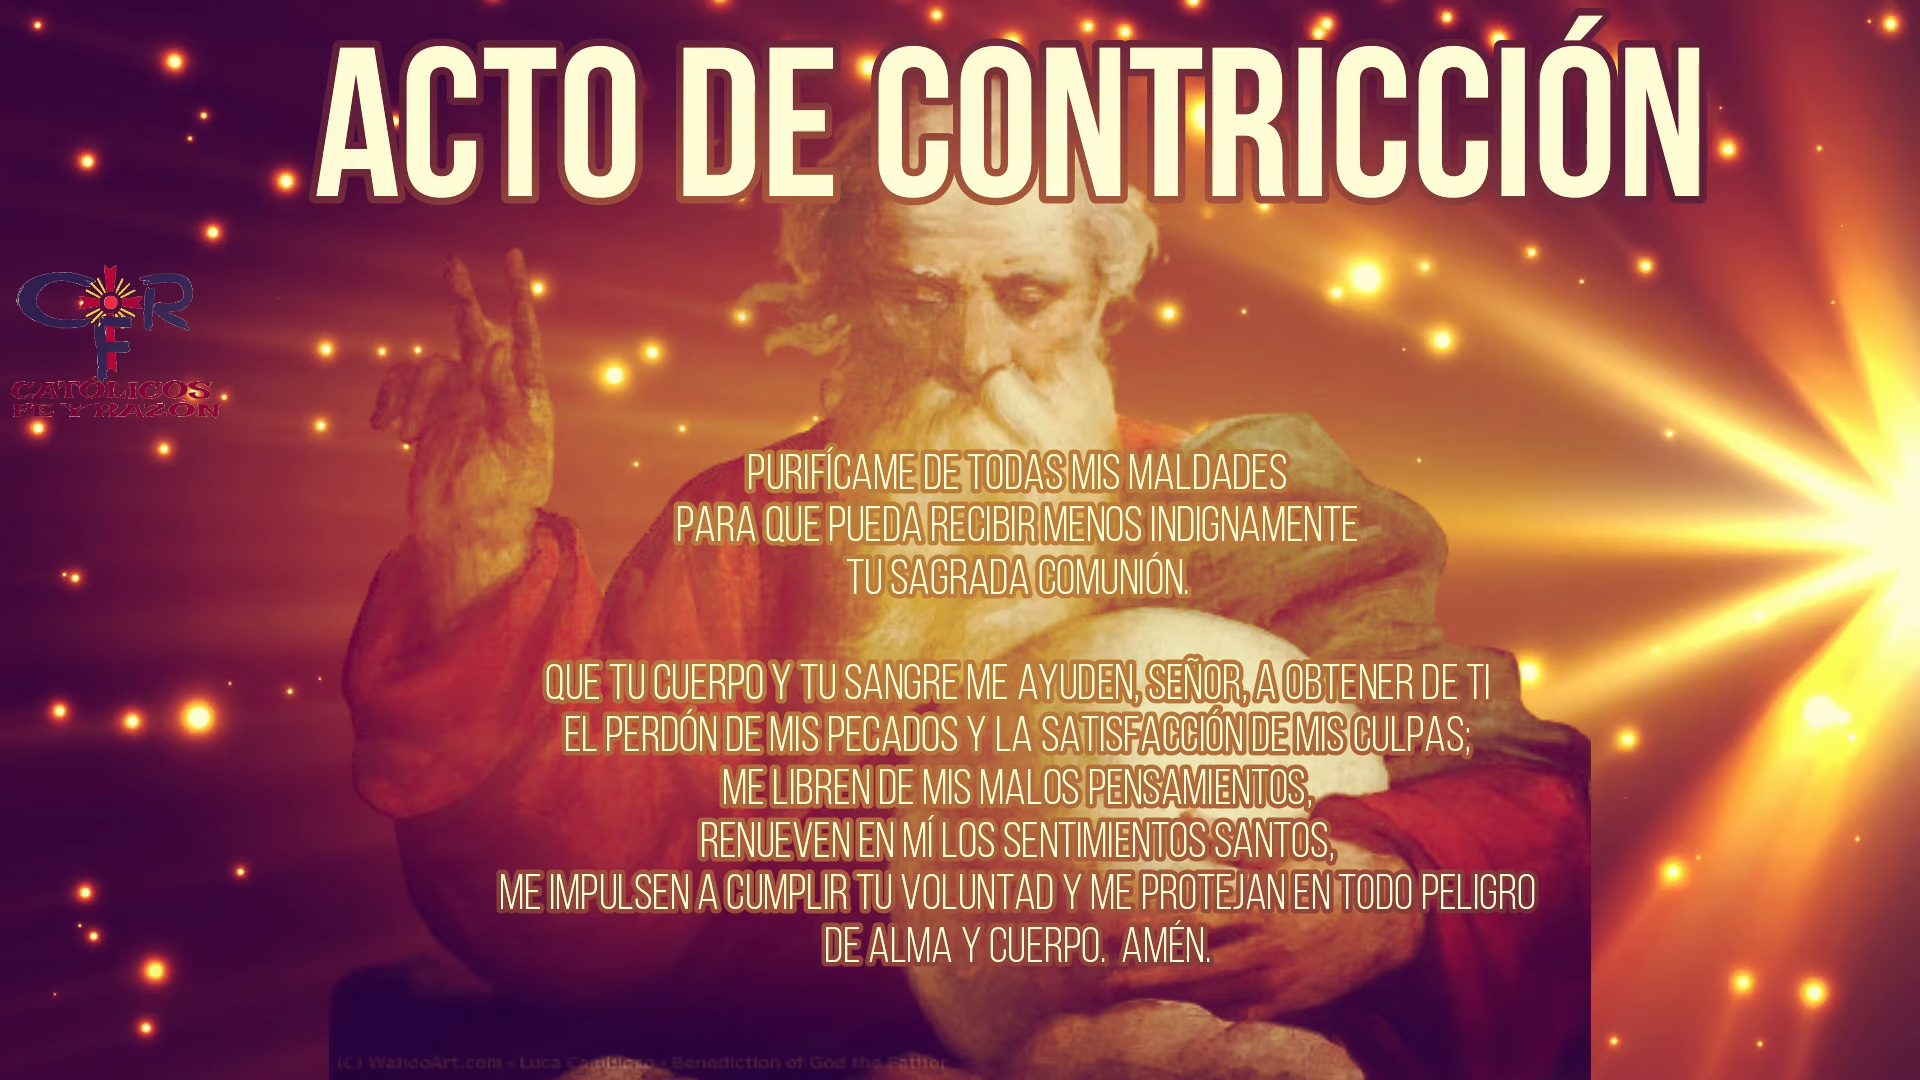 ACTO DE CONTRICCIÓN
CFR
CATÓLICOS
FE Y RAZÓN
PURIFÍCAME DE TODAS MIS MALDADES
PARA QUE PUEDA RECIBIR MENOS INDIGNAMENTE
TU SAGRADA COMUNIÓN.
QUE TU CUERPO Y TU SANGRE ME AYUDEN, SEÑOR, A OBTENER DE TI
EL PERDÓN DE MIS PECADOS Y LA SATISFACCIÓN DE MIS CULPAS;
ME LIBREN DE MIS MALOS PENSAMIENTOS,
RENUEVEN EN MÍ LOS SENTIMIENTOS SANTOS,
ME IMPULSEN A CUMPLIR TU VOLUNTAD Y ME PROTEJAN EN TODO PELIGRO
DE ALMA Y CUERPO. AMÉN.
(C) WahooArt.com - Luca Cambiaso - Benediction of God the Father